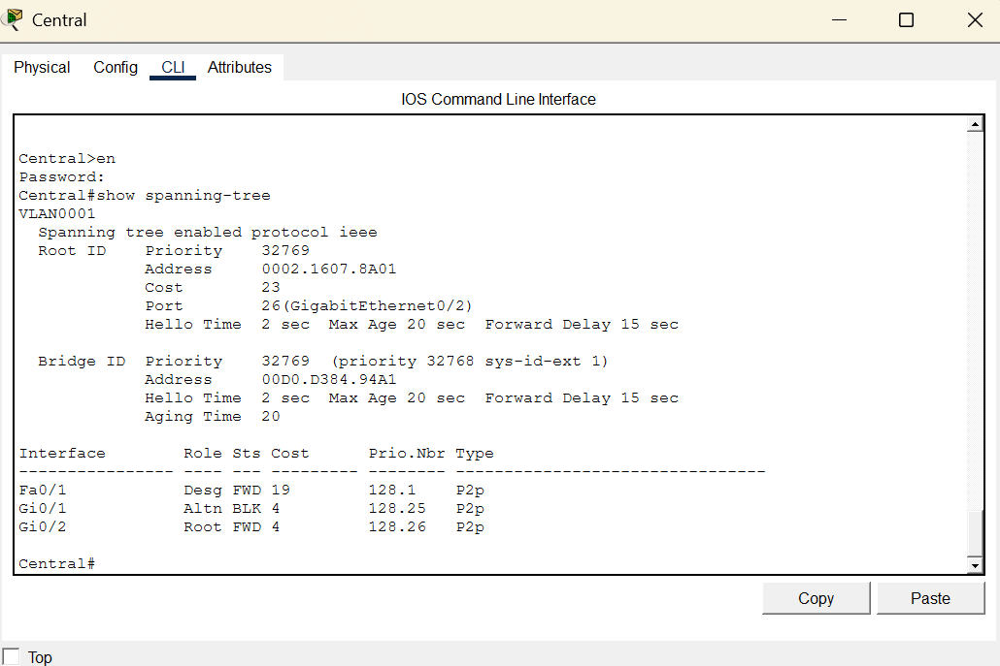 Central
Physical Config CLI Attributes
IOS Command Line Interface
Central>en
Password:
Central#show spanning-tree
VLAN0001
  Spanning tree enabled protocol ieee
  Root ID    Priority    32769
             Address     0002.1607.8A01
             Cost        23
             Port        26(GigabitEthernet0/2)
             Hello Time  2 sec  Max Age 20 sec  Forward Delay 15 sec
  Bridge ID  Priority    32769  (priority 32768 sys-id-ext 1)
             Address     00D0.D384.94A1
             Hello Time  2 sec  Max Age 20 sec  Forward Delay 15 sec
             Aging Time  20
Interface        Role Sts Cost      Prio.Nbr Type
---------------- ---- --- --------- -------- --------------------------------
Fa0/1            Desg FWD 19        128.1    P2p
Gi0/1            Altn BLK 4         128.25   P2p
Gi0/2            Root FWD 4         128.26   P2p
Central#
Copy Paste
Top